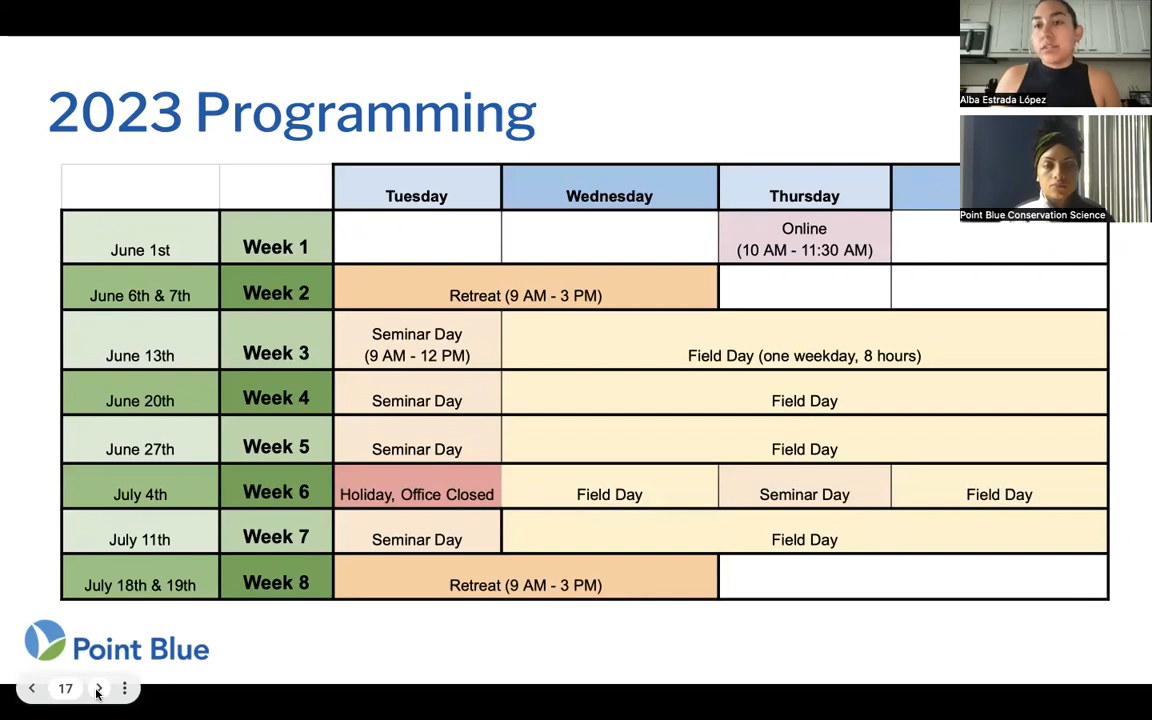 Alba Estrada López
2023 Programming
Point Blue Conservation Science
Tuesday Wednesday Thursday
June 1st Week 1 Online
(10 AM - 11:30 AM)
June 6th & 7th Week 2 Retreat (9 AM - 3 PM)
June 13th Week 3 Seminar Day
(9 AM - 12 PM) Field Day (one weekday, 8 hours)
June 20th Week 4 Seminar Day Field Day
June 27th Week 5 Seminar Day Field Day
July 4th Week 6 Holiday, Office Closed Field Day Seminar Day Field Day
July 11th Week 7 Seminar Day Field Day
July 18th & 19th Week 8 Retreat (9 AM - 3 PM)
Point Blue
17